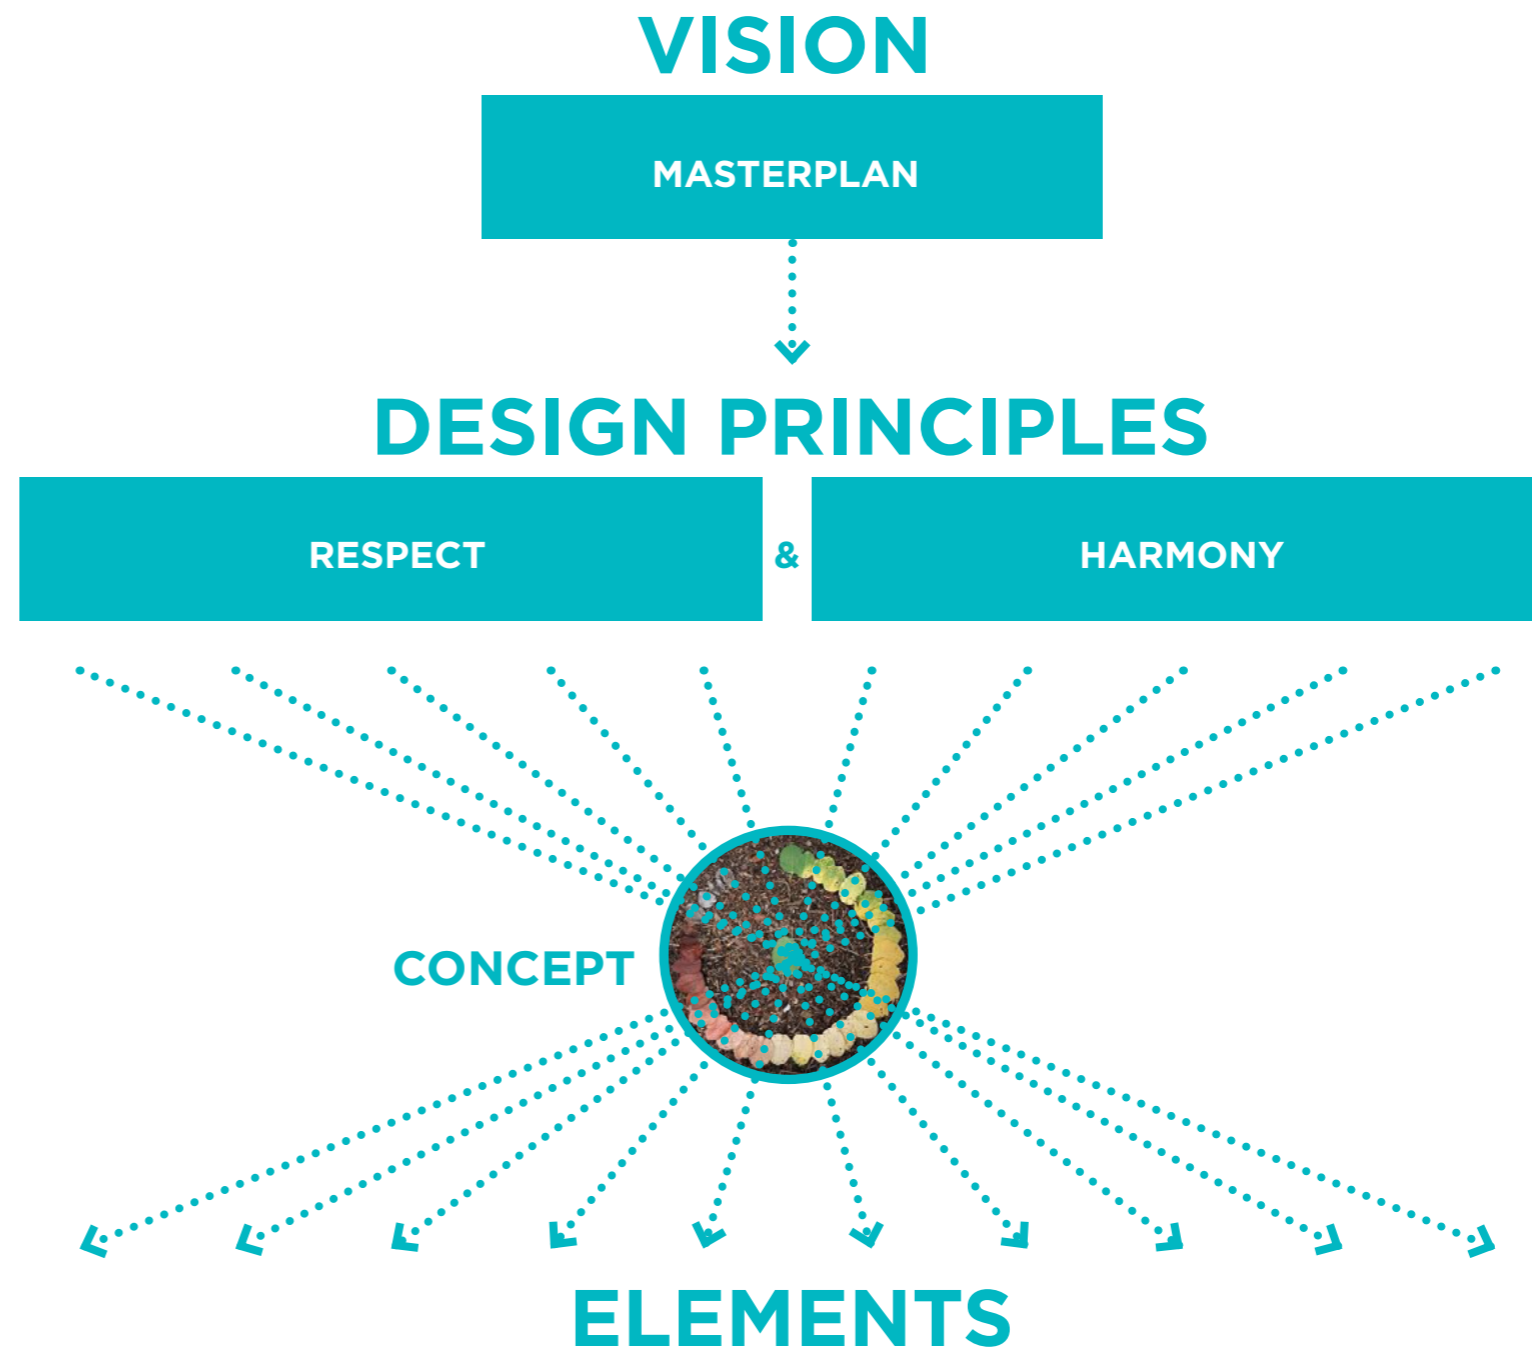 VISION
MASTERPLAN
DESIGN PRINCIPLES
RESPECT & HARMONY
CONCEPT
ELEMENTS